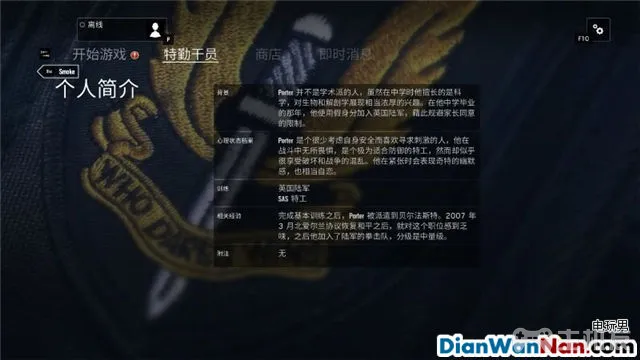 离线
P
F10
开始游戏
特勤干员
商店
即时消息
Esc
Smoke
个人简介
背景
Porter 并不是学术派的人，虽然在中学时他擅长的是科
学，对生物和解剖学展现相当浓厚的兴趣。在他中学毕业
的那年，他使用假身分加入英国陆军，藉此规避家长同意
的限制。
心理状态档案
Porter 是个很少考虑自身安全而喜欢寻求刺激的人，他在
战斗中无所畏惧，是个极为适合防御的特工，然而却似乎
很享受破坏和战争的混乱。他在紧张时会表现奇特的幽默
感，也相当自恋。
训练
英国陆军
SAS 特工
相关经验
完成基本训练之后，Porter 被派遣到贝尔法斯特。2007 年
3 月北爱尔兰协议恢复和平之后，就对这个职位感到乏
味，之后他加入了陆军的拳击队，分级是中量级。
附注
无
WHO DARES
电玩男
DianWanNan.com